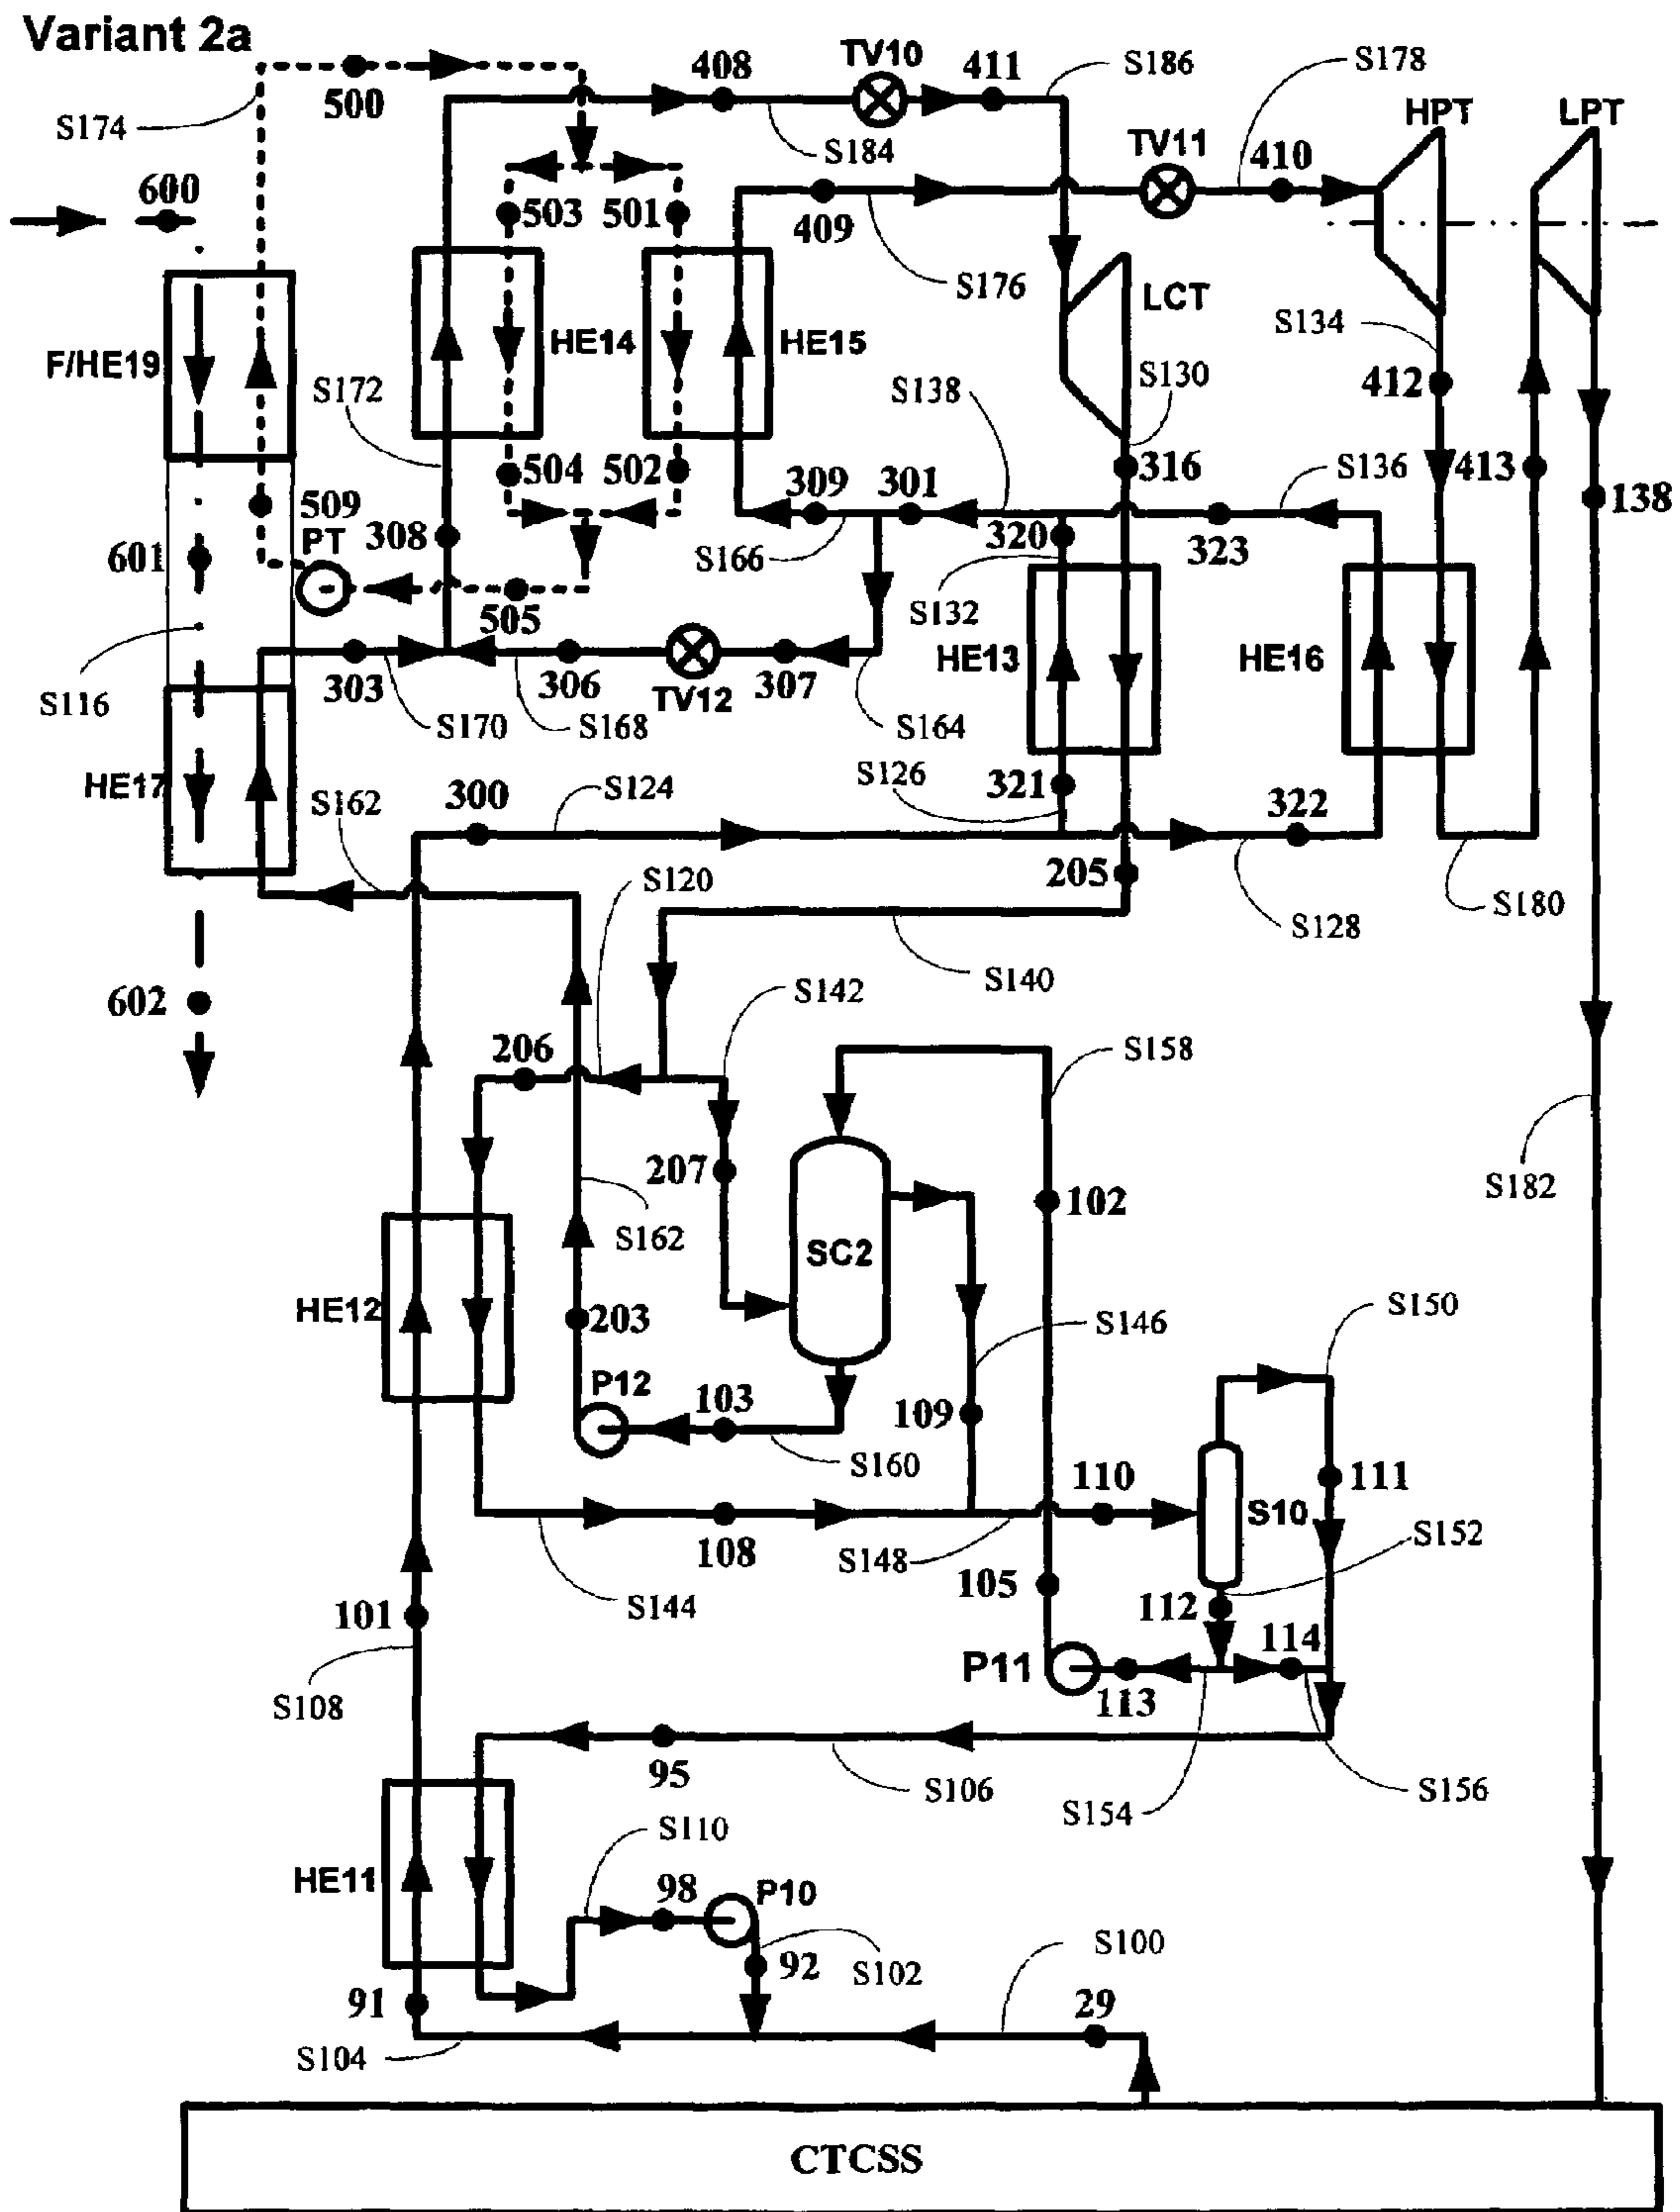 Variant 2a
TV10
408
411
S186
S178
500
S174
HPT
LPT
TV11
410
S184
600
503
501
409
S176
LCT
S134
F/HE19
HE14
HE15
S172
S138
S130
412
504
502
316
S136
413
509
309
301
138
PT
308
320
323
601
S166
S132
505
HE13
HE16
303
306
TV12
307
S116
S170
S168
S164
S126
HE17
S162
300
S124
321
322
S120
205
S128
S180
S140
602
S142
206
S158
207
102
S182
S162
SC2
HE12
203
S146
S150
P12
103
109
S160
110
111
S10
108
S148
S152
105
S144
112
101
114
P11
113
S108
95
S106
S154
S156
S110
HE11
98
P10
S100
92
S102
91
29
S104
CTCSS